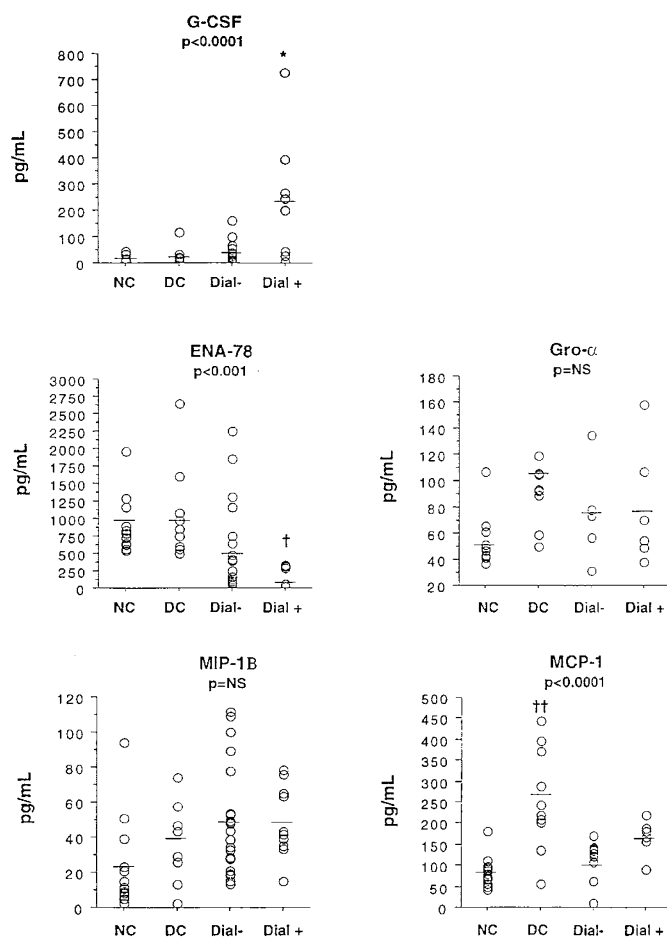 G-CSF
p<0.0001
*
800
700
600
500
400
300
200
100
0
pg/mL
NC DC Dial- Dial +
ENA-78
p<0.001
3000
2750
2500
2250
2000
1750
1500
1250
1000
750
500
250
0
pg/mL
†
NC DC Dial- Dial +
Gro-α
p=NS
180
160
140
120
100
80
60
40
20
pg/mL
NC DC Dial- Dial +
MIP-1B
p=NS
120
100
80
60
40
20
0
pg/mL
NC DC Dial- Dial +
MCP-1
p<0.0001
††
500
450
400
350
300
250
200
150
100
50
0
pg/mL
NC DC Dial- Dial +